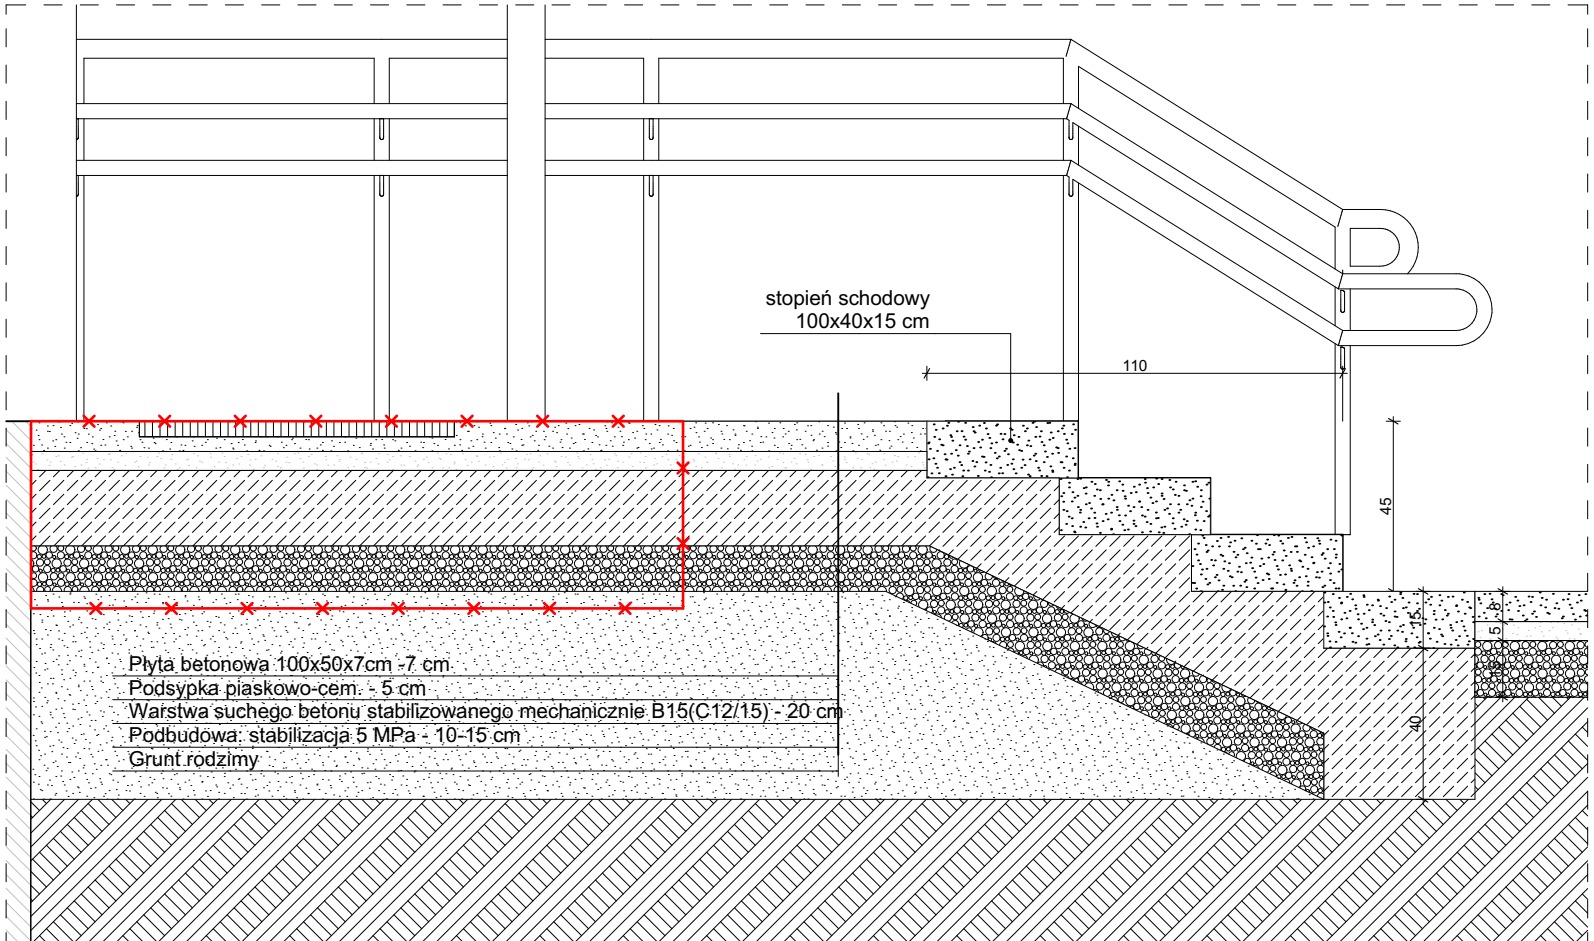 stopień schodowy
100x40x15 cm
110
45
15
8
5
15
40
Płyta betonowa 100x50x7cm -7 cm
Podsypka piaskowo-cem. - 5 cm
Warstwa suchego betonu stabilizowanego mechanicznie B15(C12/15) - 20 cm
Podbudowa: stabilizacja 5 MPa - 10-15 cm
Grunt rodzimy